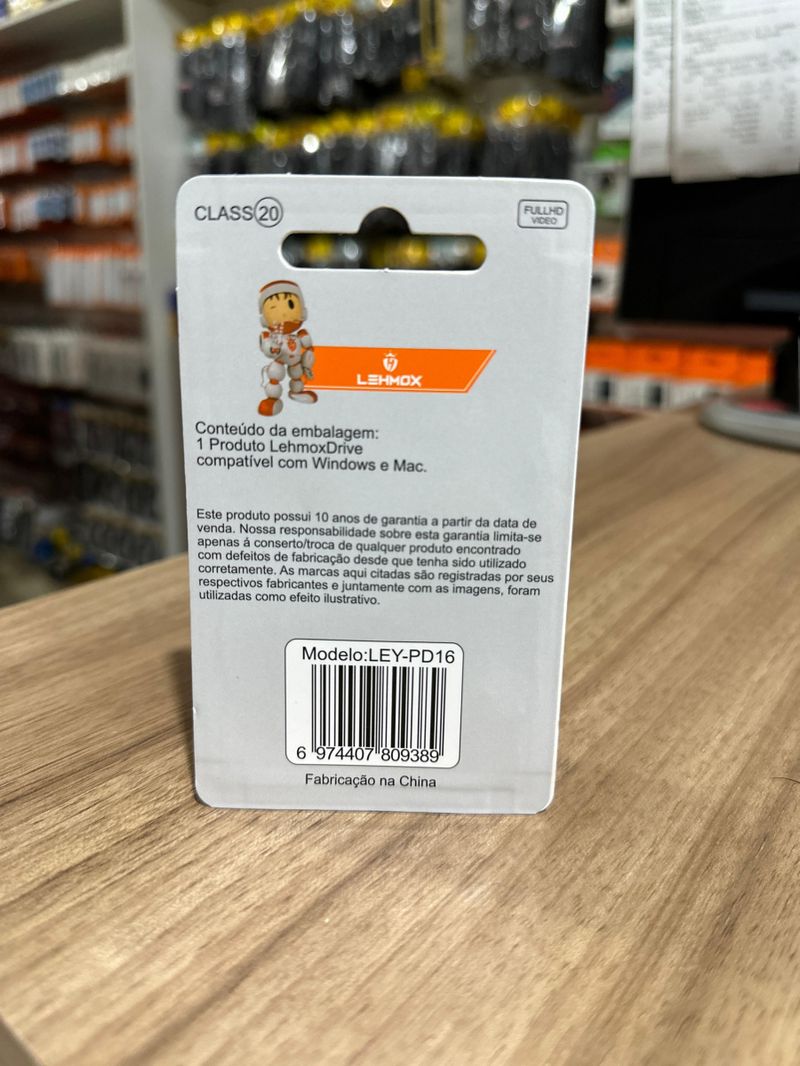 CLASS 20
FULLHD
VIDEO
LEHMOX
Conteúdo da embalagem:
1 Produto LehmoxDrive
compatível com Windows e Mac.
Este produto possui 10 anos de garantia a partir da data de
venda. Nossa responsabilidade sobre esta garantia limita-se
apenas á conserto/troca de qualquer produto encontrado
com defeitos de fabricação desde que tenha sido utilizado
corretamente. As marcas aqui citadas são registradas por seus
respectivos fabricantes e juntamente com as imagens, foram
utilizadas como efeito ilustrativo.
Modelo:LEY-PD16
6 974407 809389
Fabricação na China